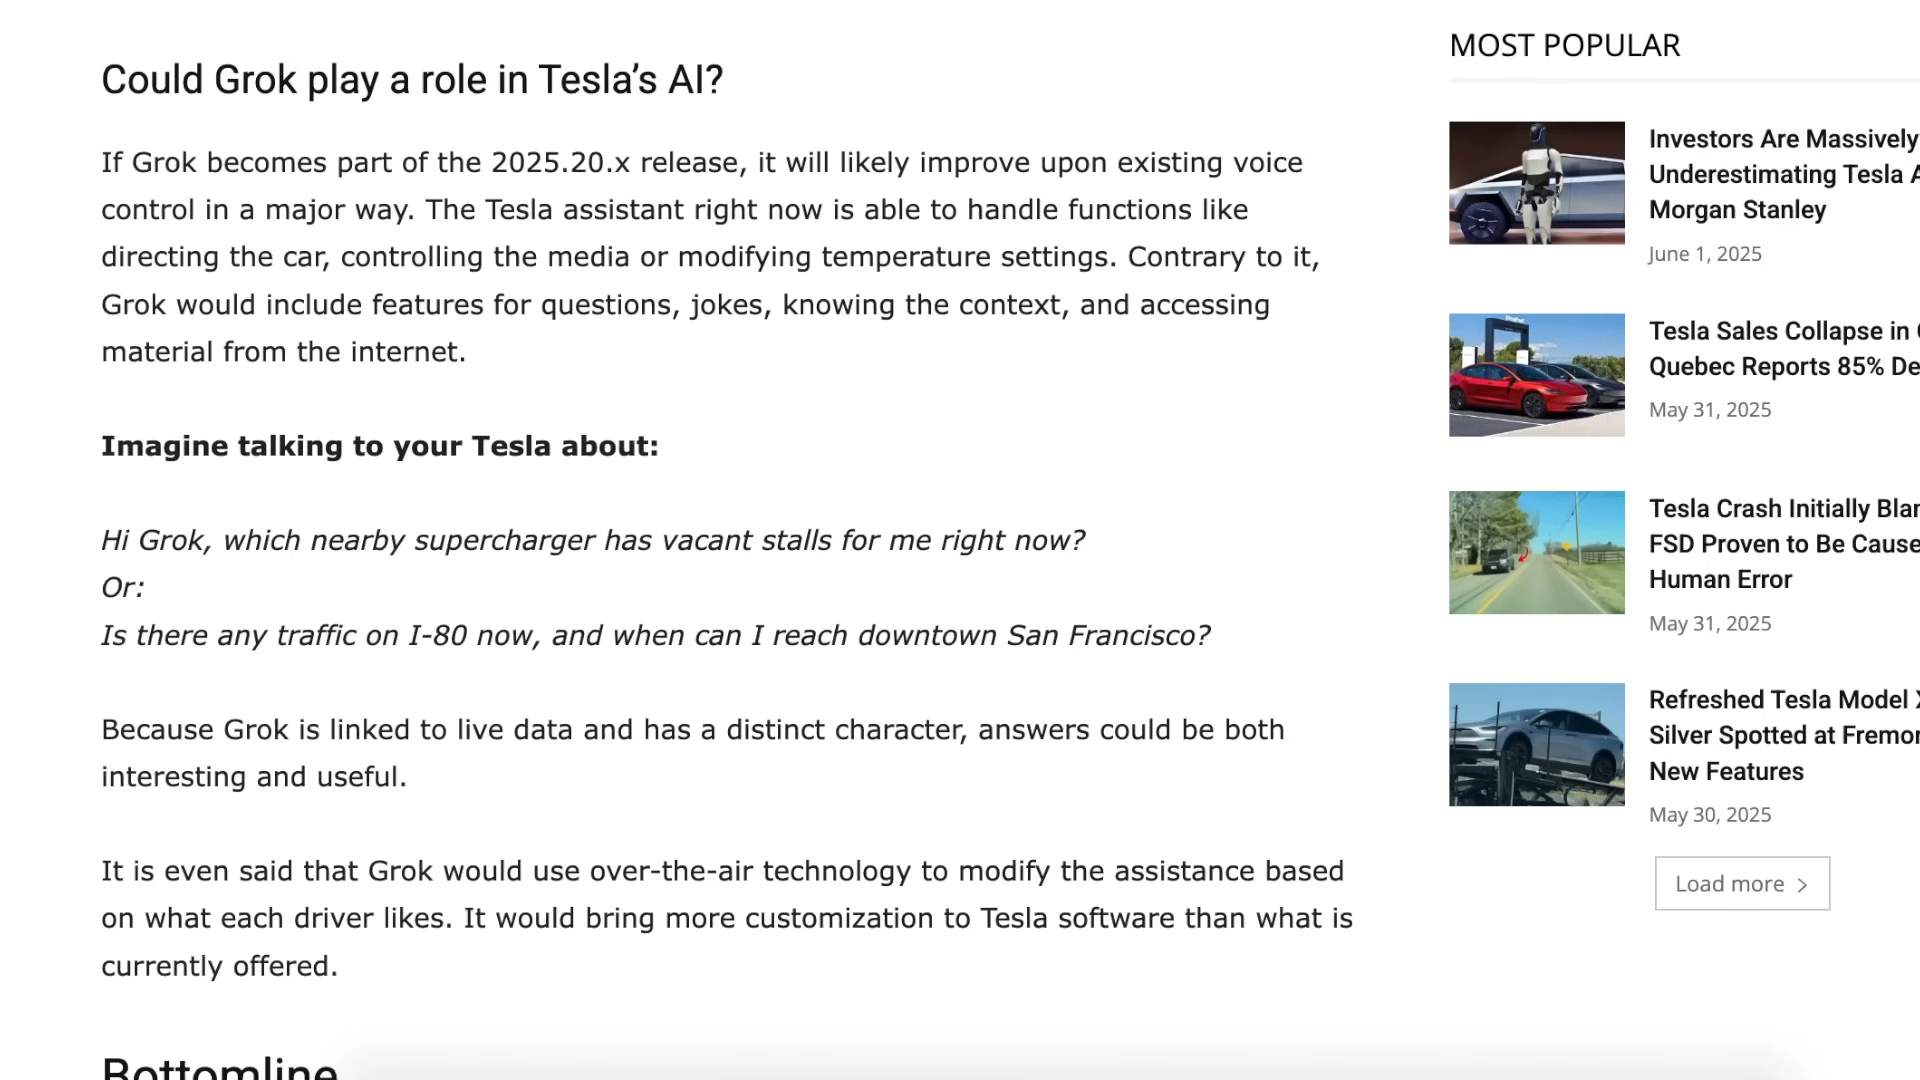 Could Grok play a role in Tesla’s AI?
If Grok becomes part of the 2025.20.x release, it will likely improve upon existing voice
control in a major way. The Tesla assistant right now is able to handle functions like
directing the car, controlling the media or modifying temperature settings. Contrary to it,
Grok would include features for questions, jokes, knowing the context, and accessing
material from the internet.
Imagine talking to your Tesla about:
Hi Grok, which nearby supercharger has vacant stalls for me right now?
Or:
Is there any traffic on I-80 now, and when can I reach downtown San Francisco?
Because Grok is linked to live data and has a distinct character, answers could be both
interesting and useful.
It is even said that Grok would use over-the-air technology to modify the assistance based
on what each driver likes. It would bring more customization to Tesla software than what is
currently offered.
Bottomline
MOST POPULAR
Investors Are Massively
Underestimating Tesla
Morgan Stanley
June 1, 2025
Tesla Sales Collapse in
Quebec Reports 85%
May 31, 2025
Tesla Crash Initially
FSD Proven to Be
Human Error
May 31, 2025
Refreshed Tesla Model
Silver Spotted at
New Features
May 30, 2025
Load more